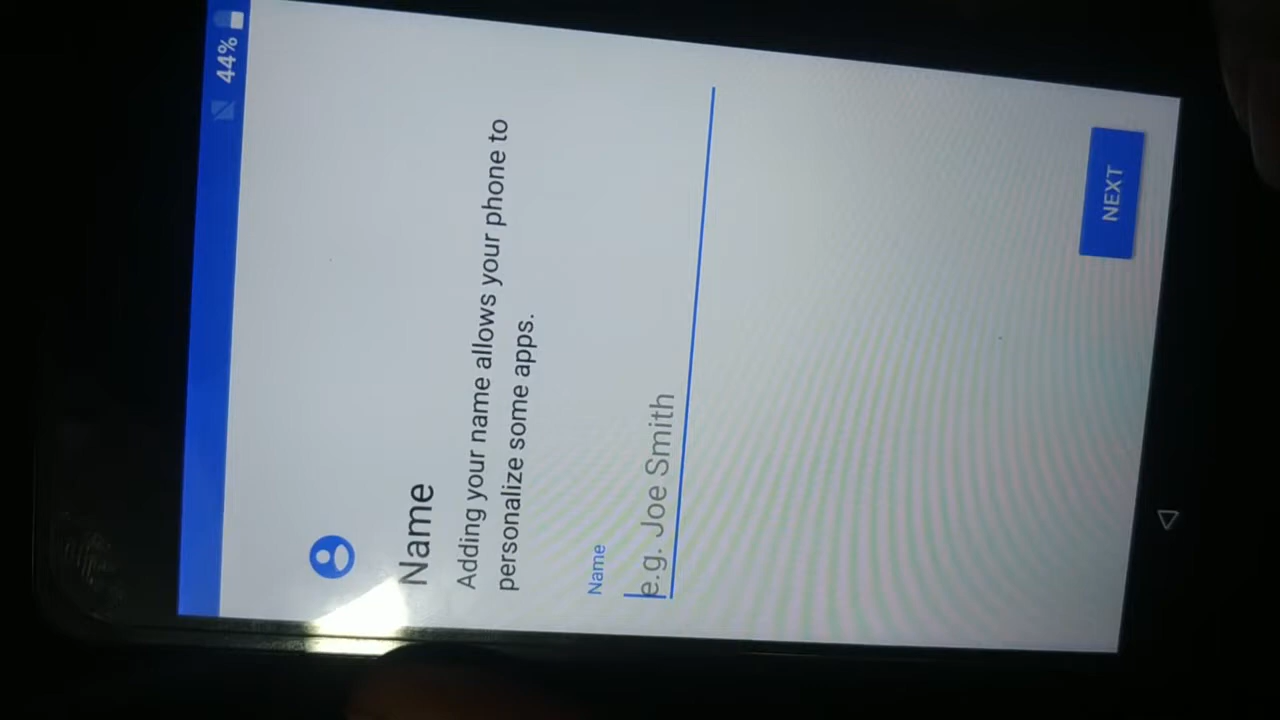 44%
Name
Adding your name allows your phone to
personalize some apps.
Name
e.g. Joe Smith
NEXT